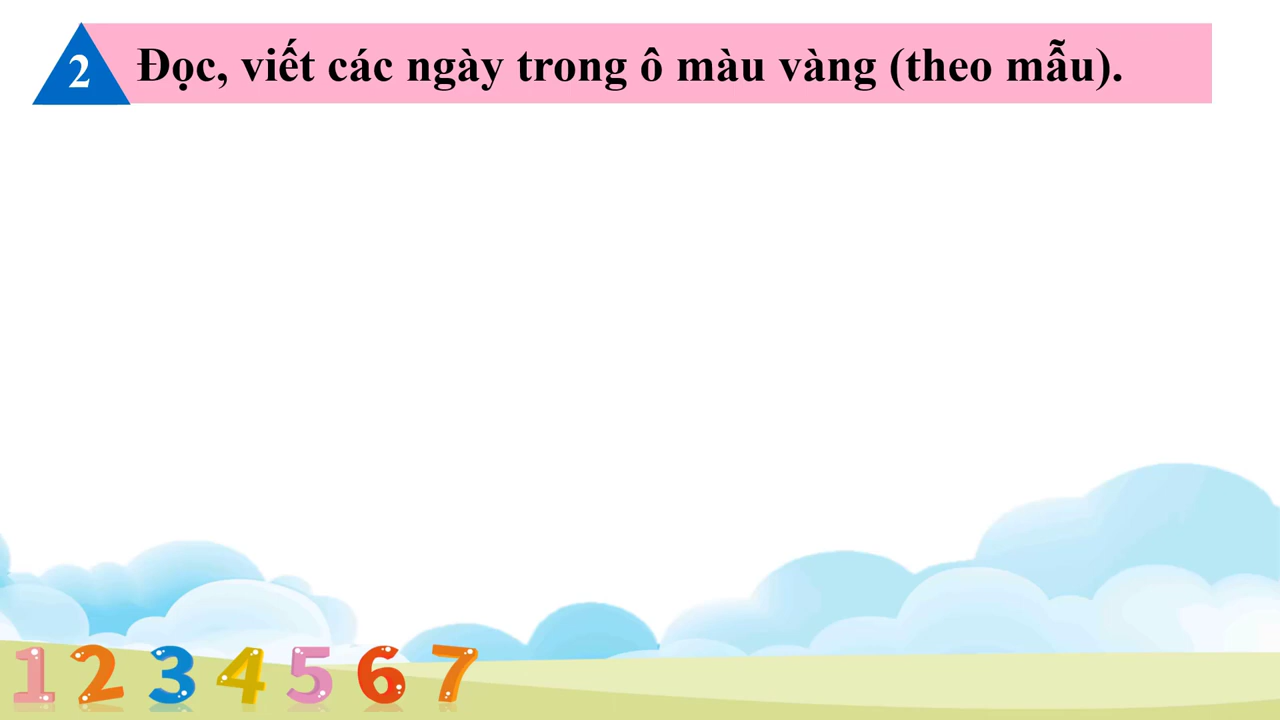 2 Đọc, viết các ngày trong ô màu vàng (theo mẫu).
1 2 3 4 5 6 7